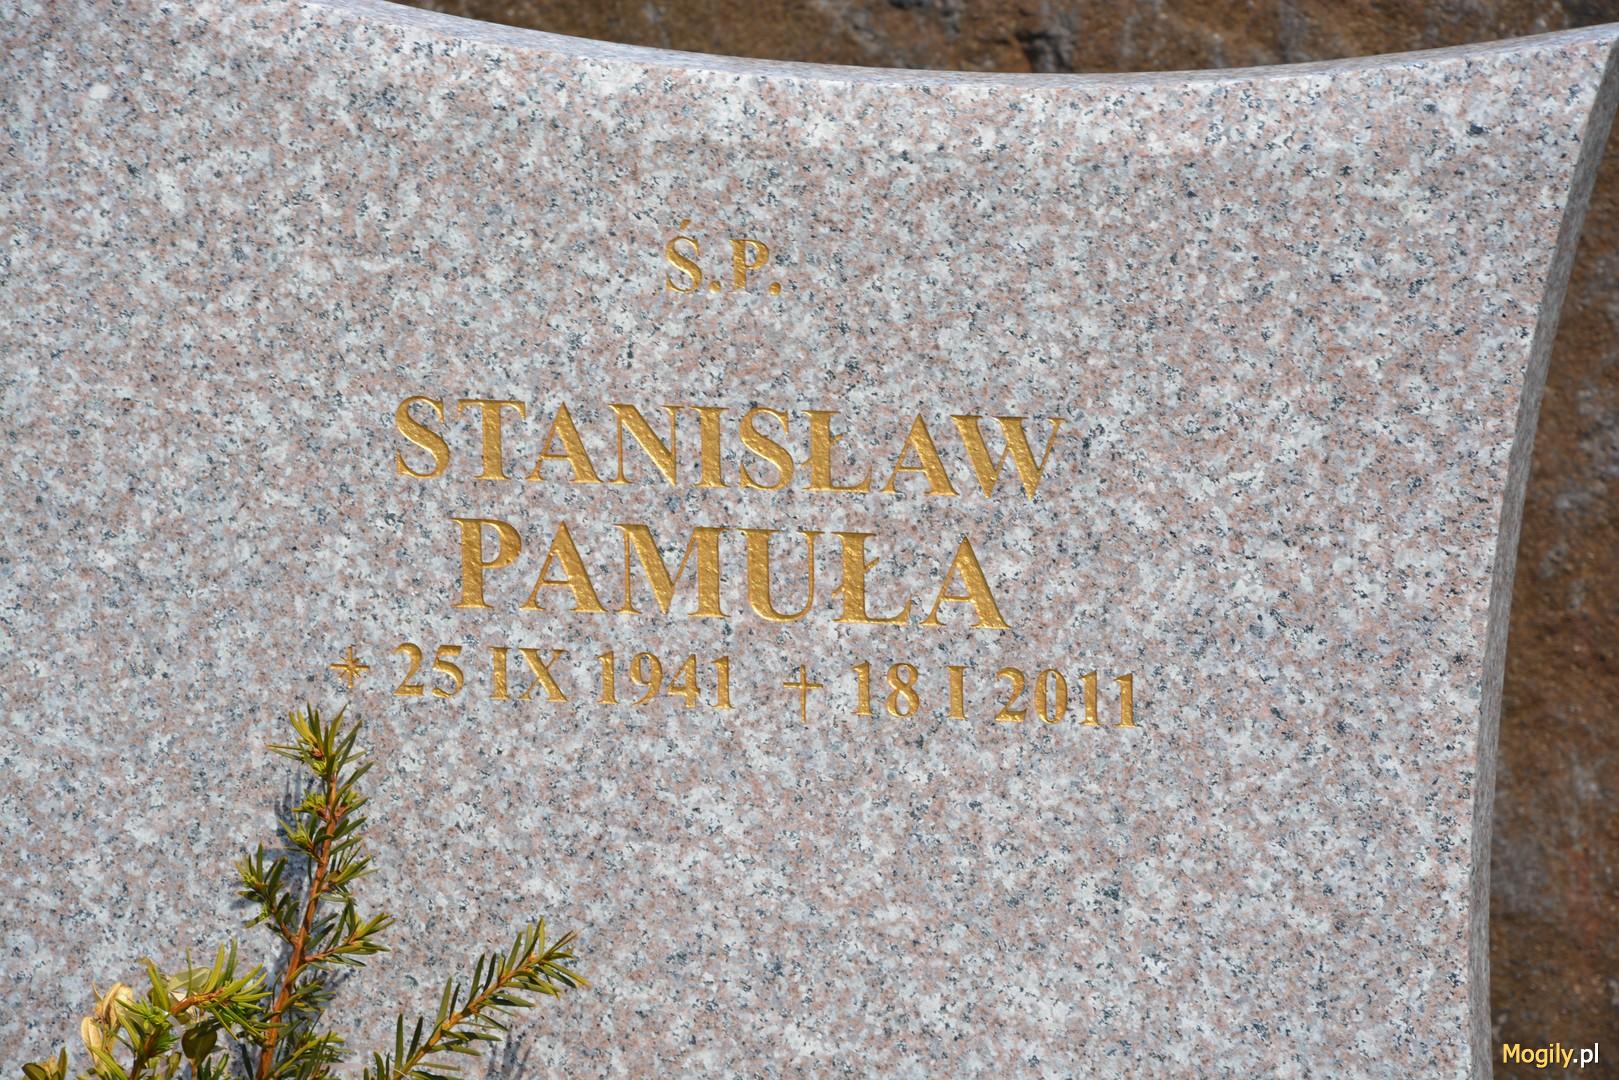 Ś.P.
STANISŁAW
PAMUŁA
* 25 IX 1941 † 18 I 2011
Mogily.pl